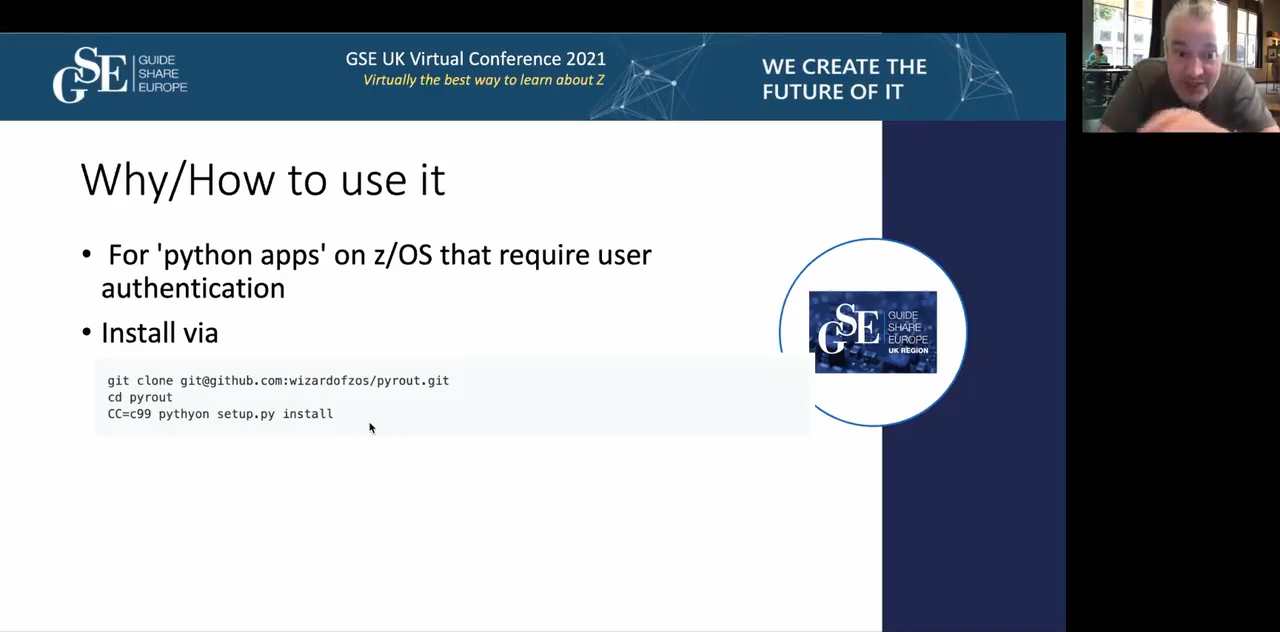 GSE
GUIDE
SHARE
EUROPE
GSE UK Virtual Conference 2021
Virtually the best way to learn about Z
WE CREATE THE
FUTURE OF IT
Why/How to use it
• For 'python apps' on z/OS that require user
authentication
• Install via
git clone git@github.com:wizardofzos/pyrout.git
cd pyrout
CC=c99 pythyon setup.py install
GSE
GUIDE
SHARE
EUROPE
UK REGION